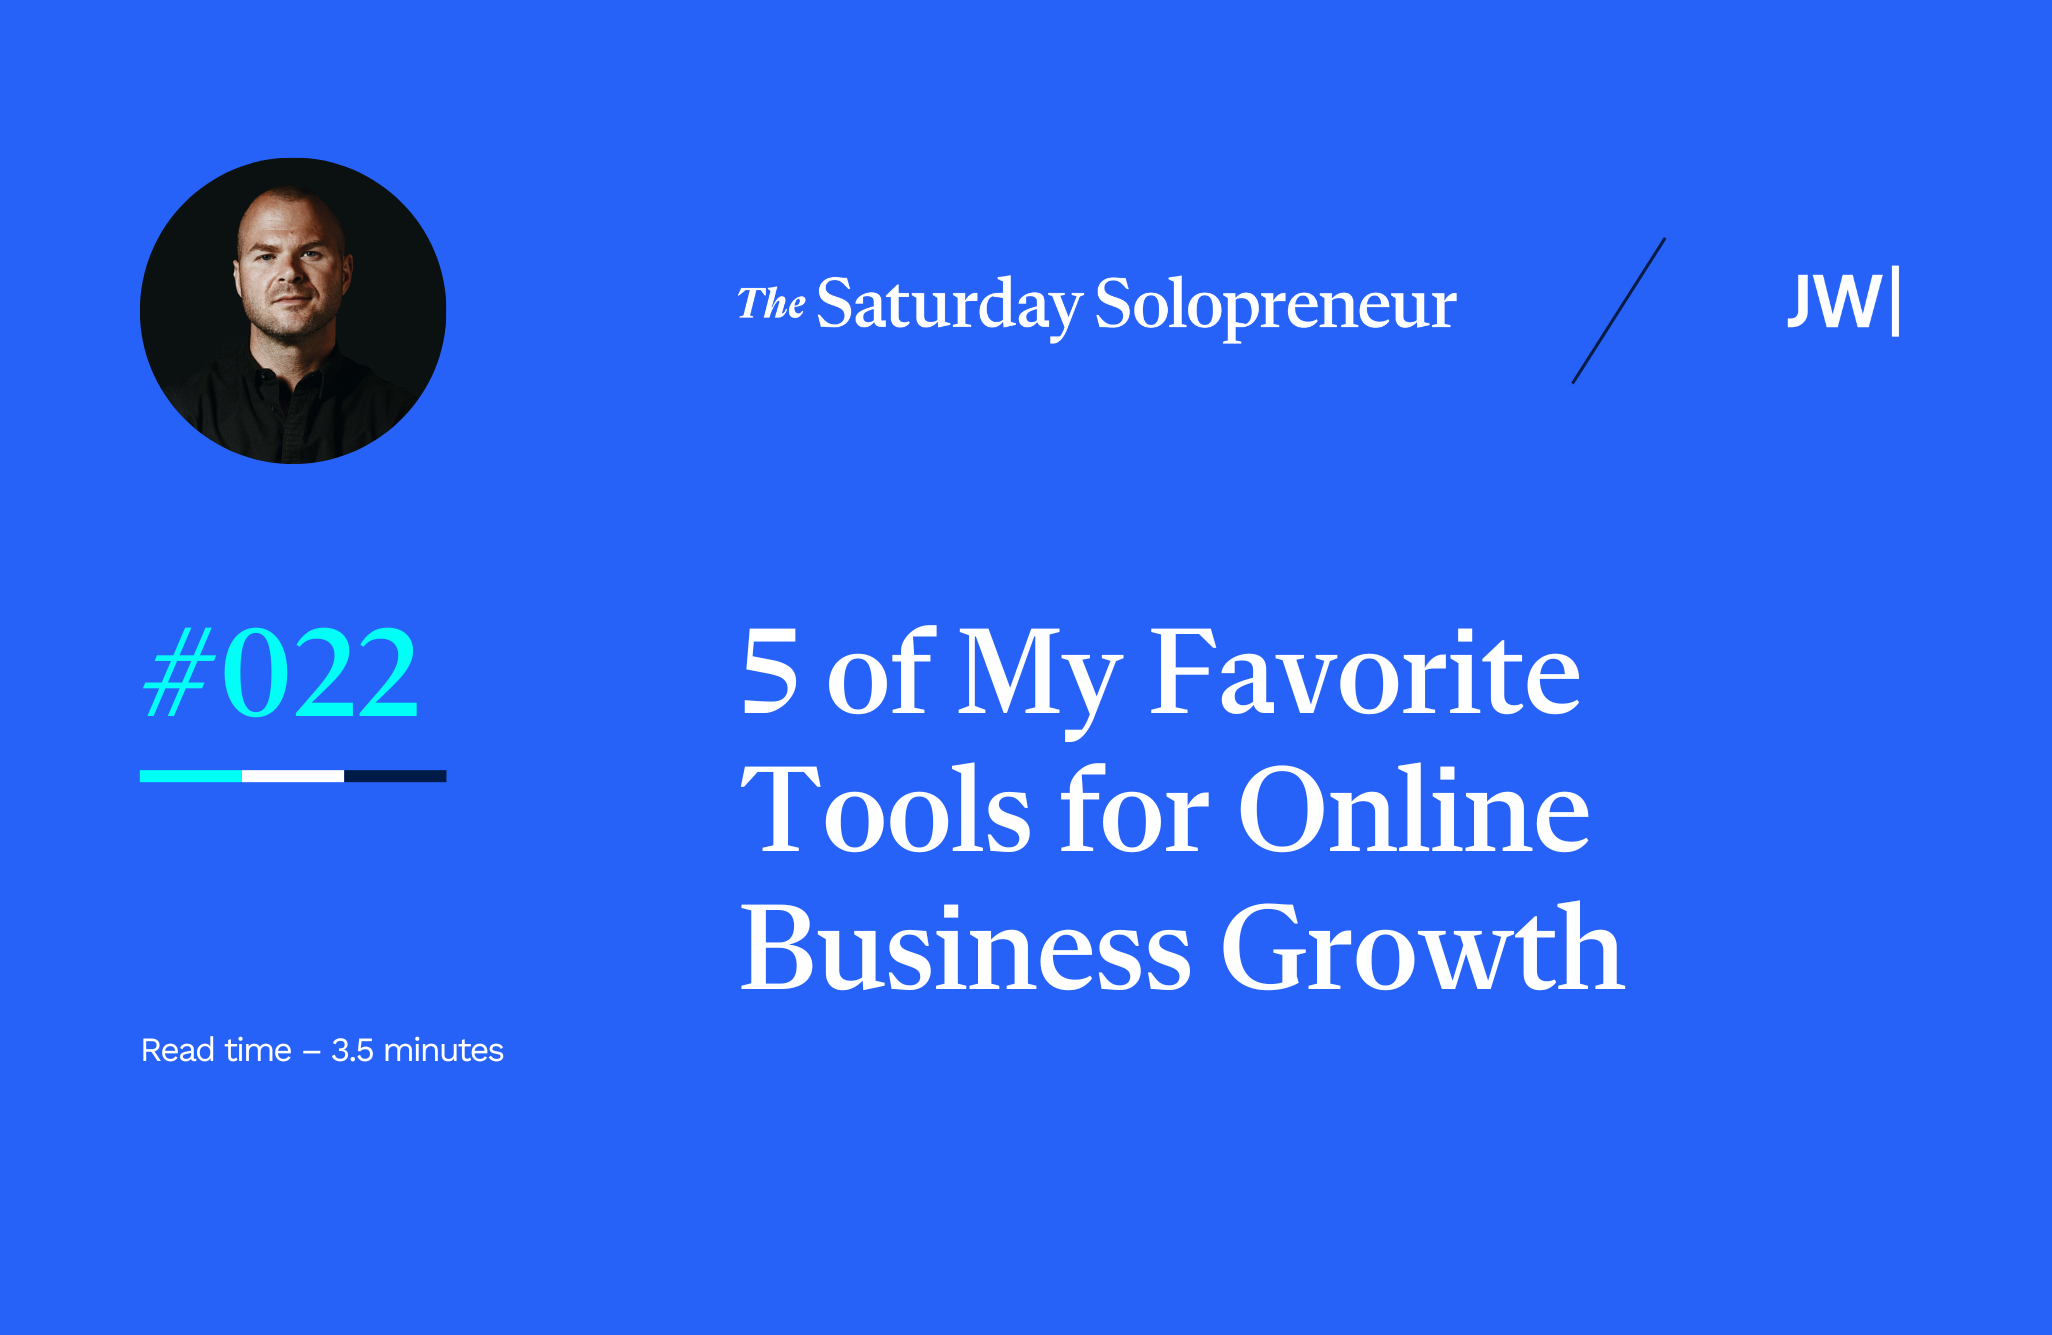 The Saturday Solopreneur
JW|
#022
5 of My Favorite
Tools for Online
Business Growth
Read time – 3.5 minutes